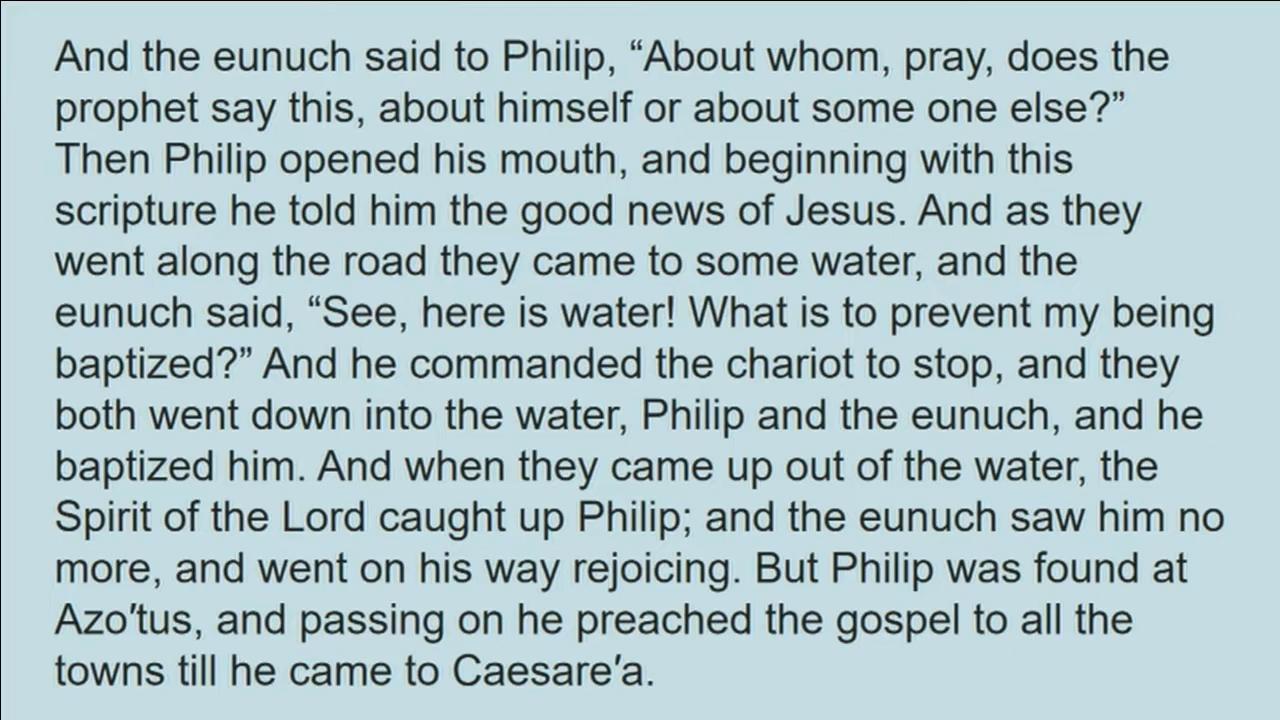 And the eunuch said to Philip, “About whom, pray, does the
prophet say this, about himself or about some one else?”
Then Philip opened his mouth, and beginning with this
scripture he told him the good news of Jesus. And as they
went along the road they came to some water, and the
eunuch said, “See, here is water! What is to prevent my being
baptized?” And he commanded the chariot to stop, and they
both went down into the water, Philip and the eunuch, and he
baptized him. And when they came up out of the water, the
Spirit of the Lord caught up Philip; and the eunuch saw him no
more, and went on his way rejoicing. But Philip was found at
Azo′tus, and passing on he preached the gospel to all the
towns till he came to Caesare′a.